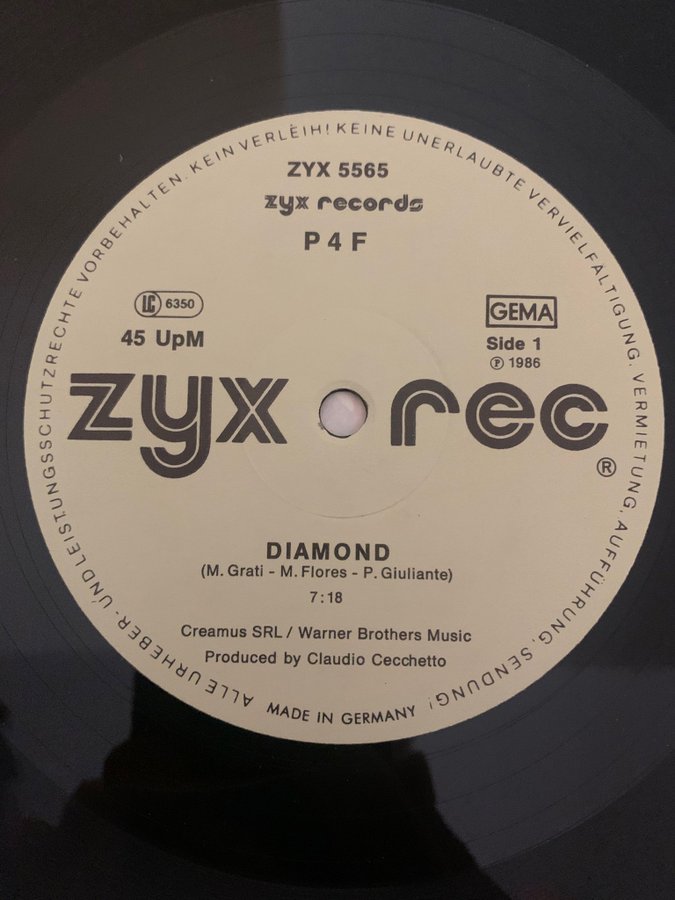 ZYX 5565
zyx records
P 4 F
LC 6350
45 UpM
GEMA
Side 1
℗ 1986
zyx rec
®
DIAMOND
(M. Grati - M. Flores - P. Giuliante)
7:18
Creamus SRL / Warner Brothers Music
Produced by Claudio Cecchetto
ALLE URHEBER- UND LEISTUNGSSCHUTZRECHTE VORBEHALTEN. KEIN VERLEIH! KEINE UNERLAUBTE VERVIELFÄLTIGUNG, VERMIETUNG, AUFFÜHRUNG, SENDUNG!
MADE IN GERMANY